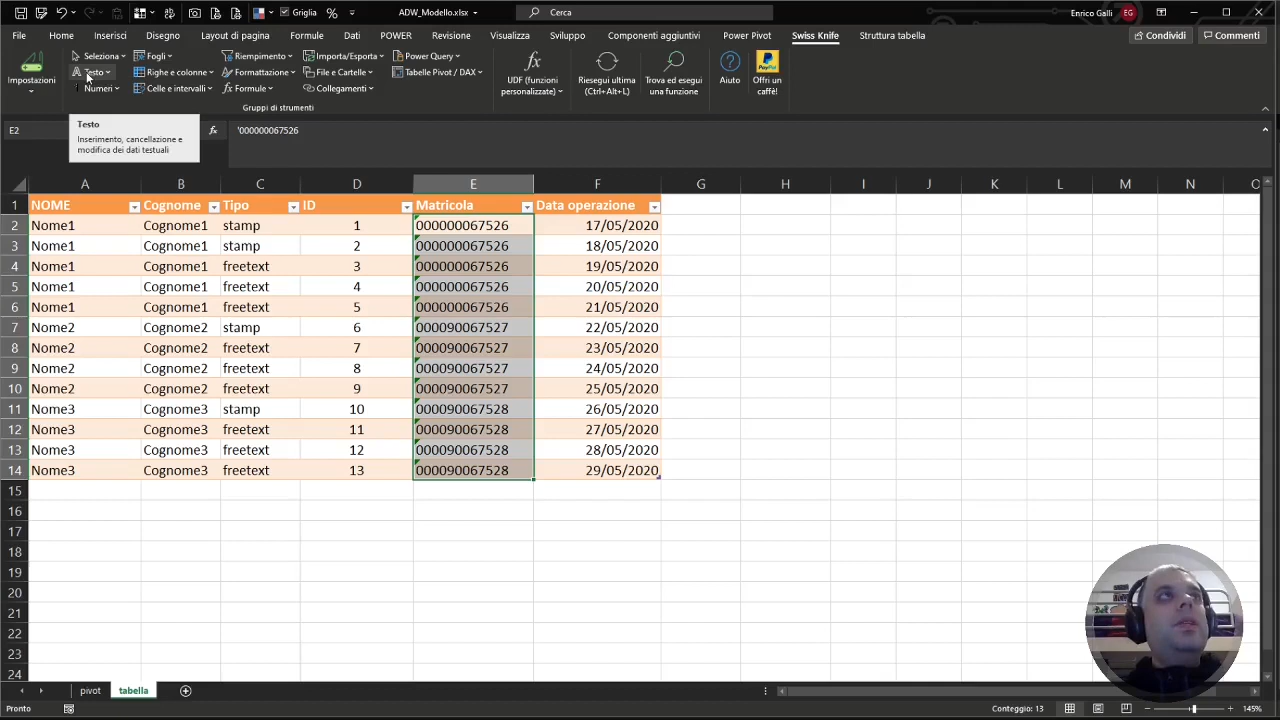 Griglia
ADW_Modello.xlsx
Cerca
Enrico Galli
EG
File
Home
Inserisci
Disegno
Layout di pagina
Formule
Dati
POWER
Revisione
Visualizza
Sviluppo
Componenti aggiuntivi
Power Pivot
Swiss Knife
Struttura tabella
Condividi
Commenti
Impostazioni
Seleziona
Testo
Numeri
Fogli
Righe e colonne
Celle e intervalli
Riempimento
Formattazione
Formule
Importa/Esporta
File e Cartelle
Collegamenti
Power Query
Tabelle Pivot / DAX
Gruppi di strumenti
UDF (funzioni
personalizzate)
Riesegui ultima
(Ctrl+Alt+L)
Trova ed esegui
una funzione
Aiuto
PayPal
Offri un
caffè!
E2
fx
'000000067526
Testo
Inserimento, cancellazione e
modifica dei dati testuali
A B C D E F G H I J L M N O
1 NOME Cognome Tipo ID Matricola Data operazione
2 Nome1 Cognome1 stamp 1 000000067526 17/05/2020
3 Nome1 Cognome1 stamp 2 000000067526 18/05/2020
4 Nome1 Cognome1 freetext 3 000000067526 19/05/2020
5 Nome1 Cognome1 freetext 4 000000067526 20/05/2020
6 Nome1 Cognome1 freetext 5 000000067526 21/05/2020
7 Nome2 Cognome2 stamp 6 000090067527 22/05/2020
8 Nome2 Cognome2 freetext 7 000090067527 23/05/2020
9 Nome2 Cognome2 freetext 8 000090067527 24/05/2020
10 Nome2 Cognome2 freetext 9 000090067527 25/05/2020
11 Nome3 Cognome3 stamp 10 000090067528 26/05/2020
12 Nome3 Cognome3 freetext 11 000090067528 27/05/2020
13 Nome3 Cognome3 freetext 12 000090067528 28/05/2020
14 Nome3 Cognome3 freetext 13 000090067528 29/05/2020
15
16
17
18
19
20
21
22
23
24
pivot
tabella
Pronto
Conteggio: 13
145%